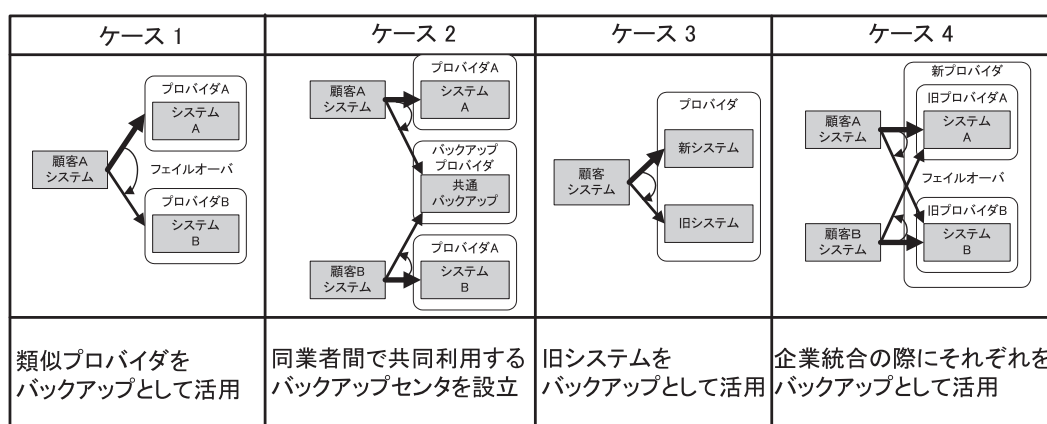 ケース 1
ケース 2
ケース 3
ケース 4
プロバイダA
システム
A
顧客A
システム
フェイルオーバ
プロバイダB
システム
B
プロバイダA
顧客A
システム
システム
A
バックアップ
プロバイダ
共通
バックアップ
プロバイダA
顧客B
システム
システム
B
プロバイダ
新システム
顧客
システム
旧システム
新プロバイダ
旧プロバイダA
顧客A
システム
システム
A
フェイルオーバ
旧プロバイダB
顧客B
システム
システム
B
類似プロバイダを
バックアップとして活用
同業者間で共同利用する
バックアップセンタを設立
旧システムを
バックアップとして活用
企業統合の際にそれぞれを
バックアップとして活用